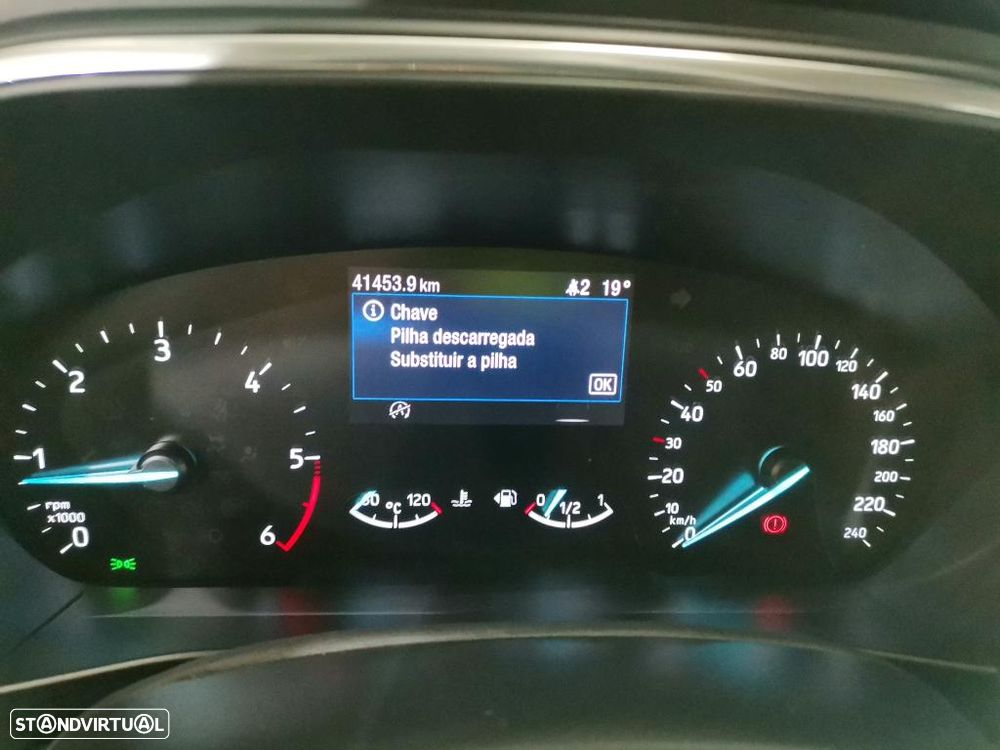 41453.9 km 2 19°
Chave
Pilha descarregada
Substituir a pilha
OK
A
0 1 2 3 4 5 6
rpm
x1000
60 °C 120
0 1/2 1
0 10 20 30 40 50 60 80 100 120 140 160 180 200 220 240
km/h
STANDVIRTUAL